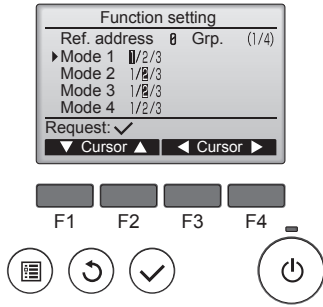 Function setting
Ref. address 0 Grp. (1/4)
Mode 1 1/2/3
Mode 2 1/2/3
Mode 3 1/2/3
Mode 4 1/2/3
Request: ✓
▼ Cursor ▲ ◀ Cursor ▶
F1 F2 F3 F4